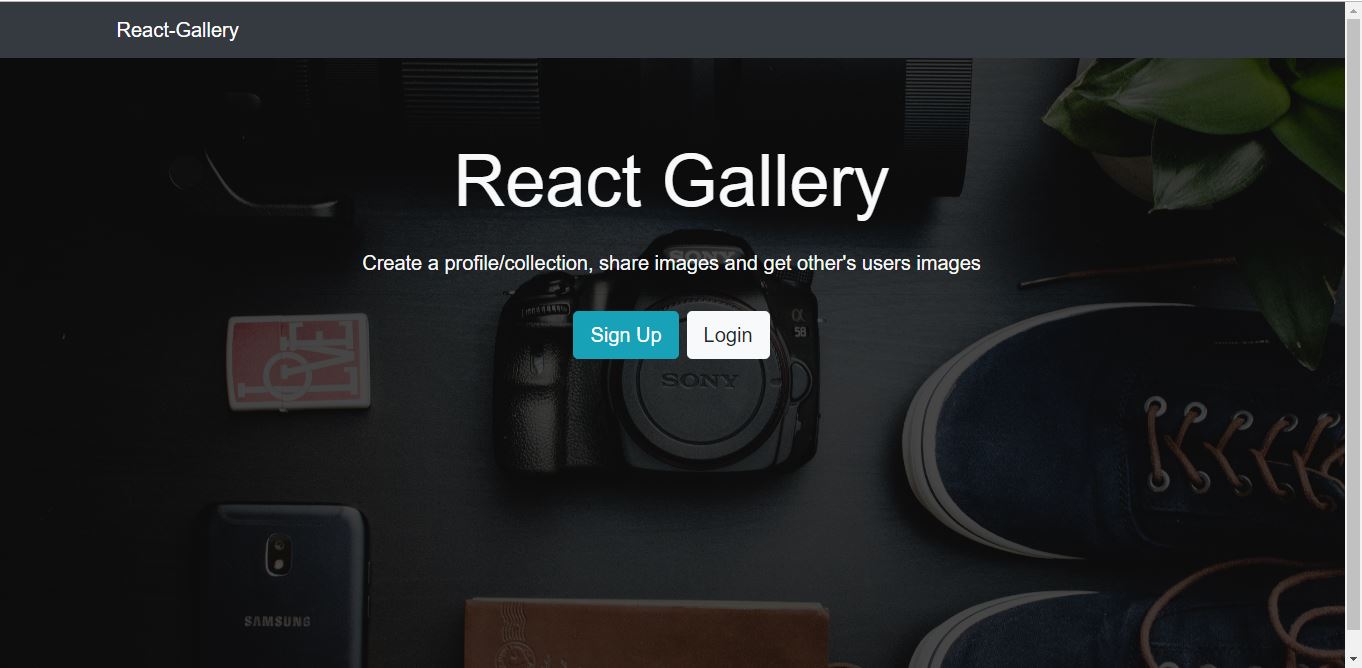 React-Gallery
React Gallery
SONY
Create a profile/collection, share images and get other's users images
α
58
Sign Up
Login
LOVE
SONY
SAMSUNG